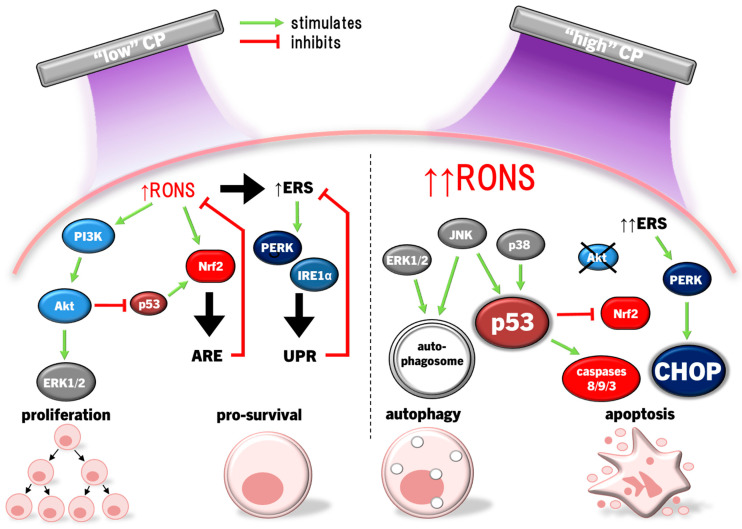 "low" CP
stimulates
inhibits
"high" CP
↑RONS
↑ERS
PI3K
PERK
IRE1α
Nrf2
Akt
p53
ARE
UPR
ERK1/2
proliferation
pro-survival
↑↑RONS
JNK
ERK1/2
p38
Akt
↑↑ERS
PERK
p53
Nrf2
auto-
phagosome
caspases
8/9/3
CHOP
autophagy
apoptosis